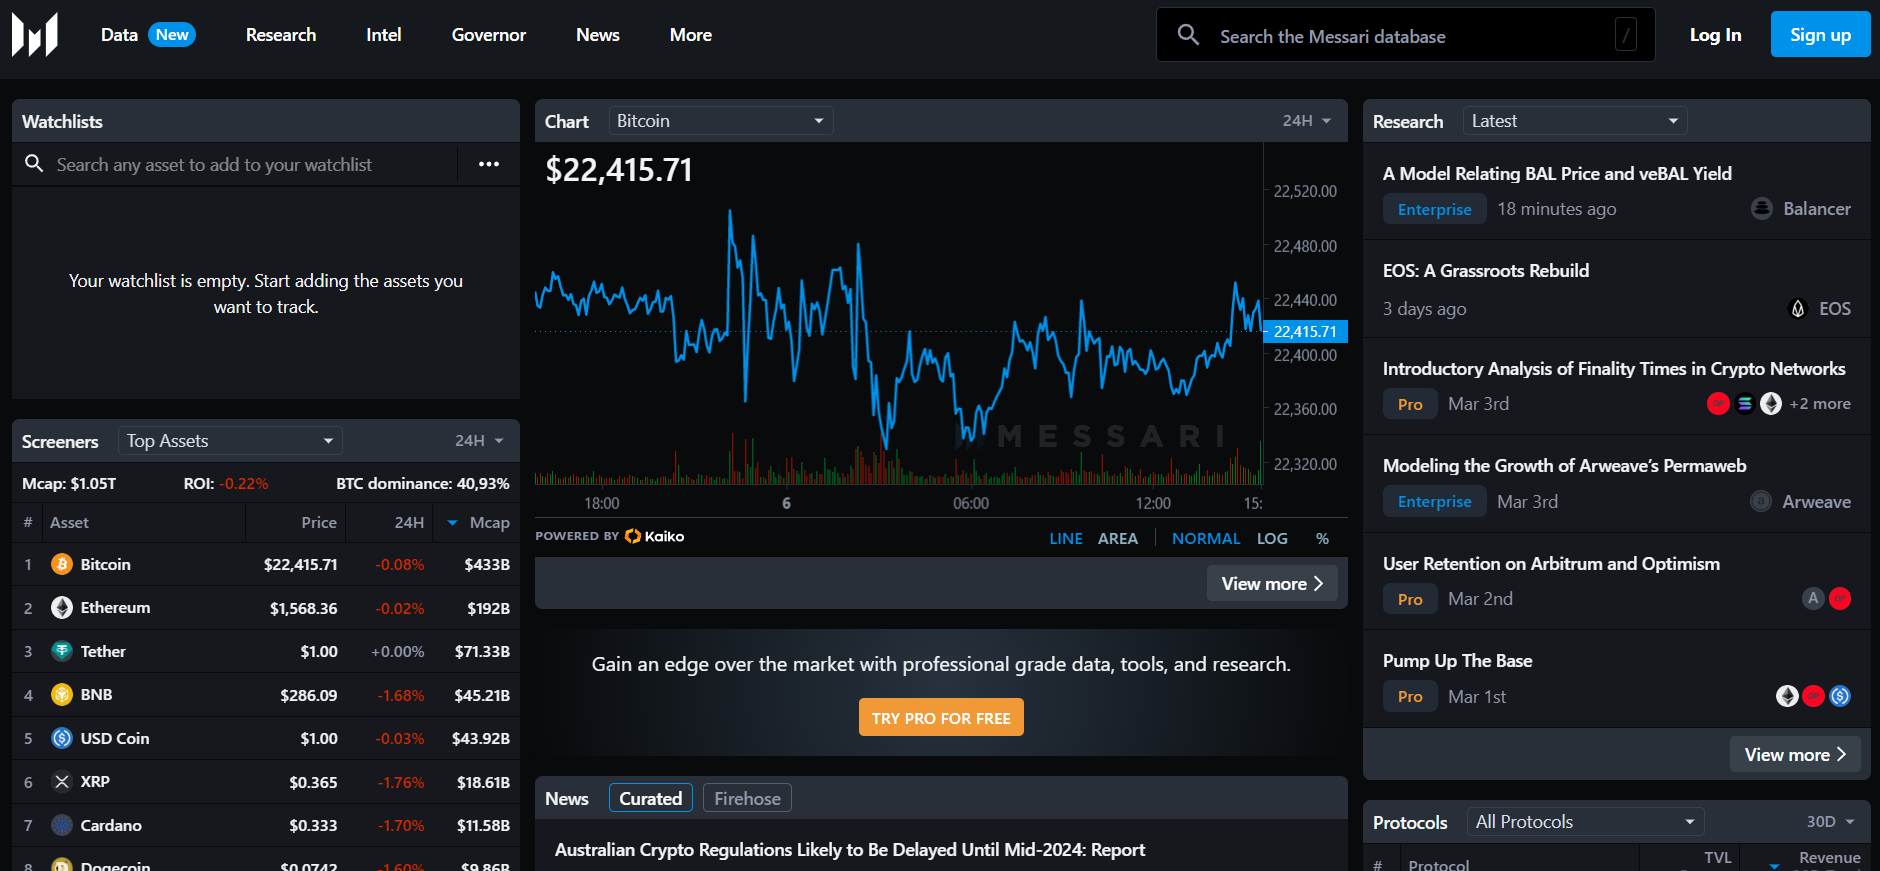 Data New Research Intel Governor News More Search the Messari database / Log In Sign up
Watchlists
Search any asset to add to your watchlist
Your watchlist is empty. Start adding the assets you
want to track.
Screeners Top Assets 24H
Mcap: $1.05T ROI: -0.22% BTC dominance: 40,93%
# Asset Price 24H Mcap
1 Bitcoin $22,415.71 -0.08% $433B
2 Ethereum $1,568.36 -0.02% $192B
3 Tether $1.00 +0.00% $71.33B
4 BNB $286.09 -1.68% $45.21B
5 USD Coin $1.00 -0.03% $43.92B
6 XRP $0.365 -1.76% $18.61B
7 Cardano $0.333 -1.70% $11.58B
8 Dogecoin $0.0742 -1.60% $9.86B
Chart Bitcoin 24H
$22,415.71
22,520.00
22,480.00
22,440.00
22,415.71
22,400.00
22,360.00
22,320.00
MESSARI
18:00 6 06:00 12:00 15:
POWERED BY Kaiko LINE AREA NORMAL LOG %
View more
Gain an edge over the market with professional grade data, tools, and research.
TRY PRO FOR FREE
News Curated Firehose
Australian Crypto Regulations Likely to Be Delayed Until Mid-2024: Report
Research Latest
A Model Relating BAL Price and veBAL Yield
Enterprise 18 minutes ago Balancer
EOS: A Grassroots Rebuild
3 days ago EOS
Introductory Analysis of Finality Times in Crypto Networks
Pro Mar 3rd OP +2 more
Modeling the Growth of Arweave's Permaweb
Enterprise Mar 3rd a Arweave
User Retention on Arbitrum and Optimism
Pro Mar 2nd A OP
Pump Up The Base
Pro Mar 1st OP
View more
Protocols All Protocols 30D
# Protocol TVL Revenue